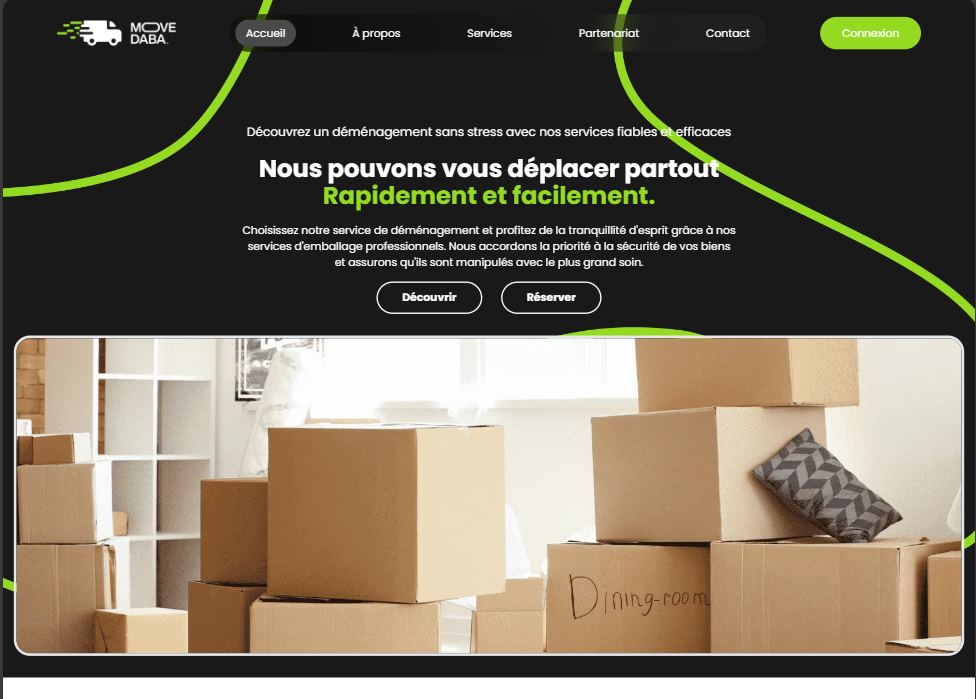 MOOVE
DABA.
Accueil
À propos
Services
Partenariat
Contact
Connexion
Découvrez un déménagement sans stress avec nos services fiables et efficaces
Nous pouvons vous déplacer partout
Rapidement et facilement.
Choisissez notre service de déménagement et profitez de la tranquillité d'esprit grâce à nos
services d'emballage professionnels. Nous accordons la priorité à la sécurité de vos biens
et assurons qu'ils sont manipulés avec le plus grand soin.
Découvrir
Réserver
Dining-room